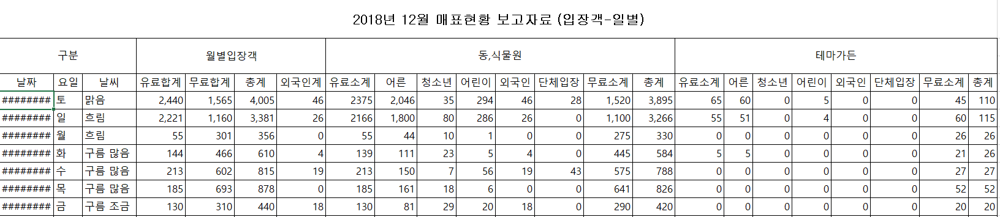 2018년 12월 매표현황 보고자료 (입장객-일별)
구분 월별입장객 동,식물원 테마가든
날짜 요일 날씨 유료합계 무료합계 총계 외국인계 유료소계 어른 청소년 어린이 외국인 단체입장 무료소계 총계 유료소계 어른 청소년 어린이 외국인 단체입장 무료소계 총계
######## 토 맑음 2,440 1,565 4,005 46 2375 2,046 35 294 46 28 1,520 3,895 65 60 0 5 0 0 45 110
######## 일 흐림 2,221 1,160 3,381 26 2166 1,800 80 286 26 0 1,100 3,266 55 51 0 4 0 0 60 115
######## 월 흐림 55 301 356 0 55 44 10 1 0 0 275 330 0 0 0 0 0 0 26 26
######## 화 구름 많음 144 466 610 4 139 111 23 5 4 0 445 584 5 5 0 0 0 0 21 26
######## 수 구름 많음 213 602 815 19 213 150 7 56 19 43 575 788 0 0 0 0 0 0 27 27
######## 목 구름 많음 185 693 878 0 185 161 18 6 0 0 641 826 0 0 0 0 0 0 52 52
######## 금 구름 조금 130 310 440 18 130 81 29 20 18 0 290 420 0 0 0 0 0 0 20 20